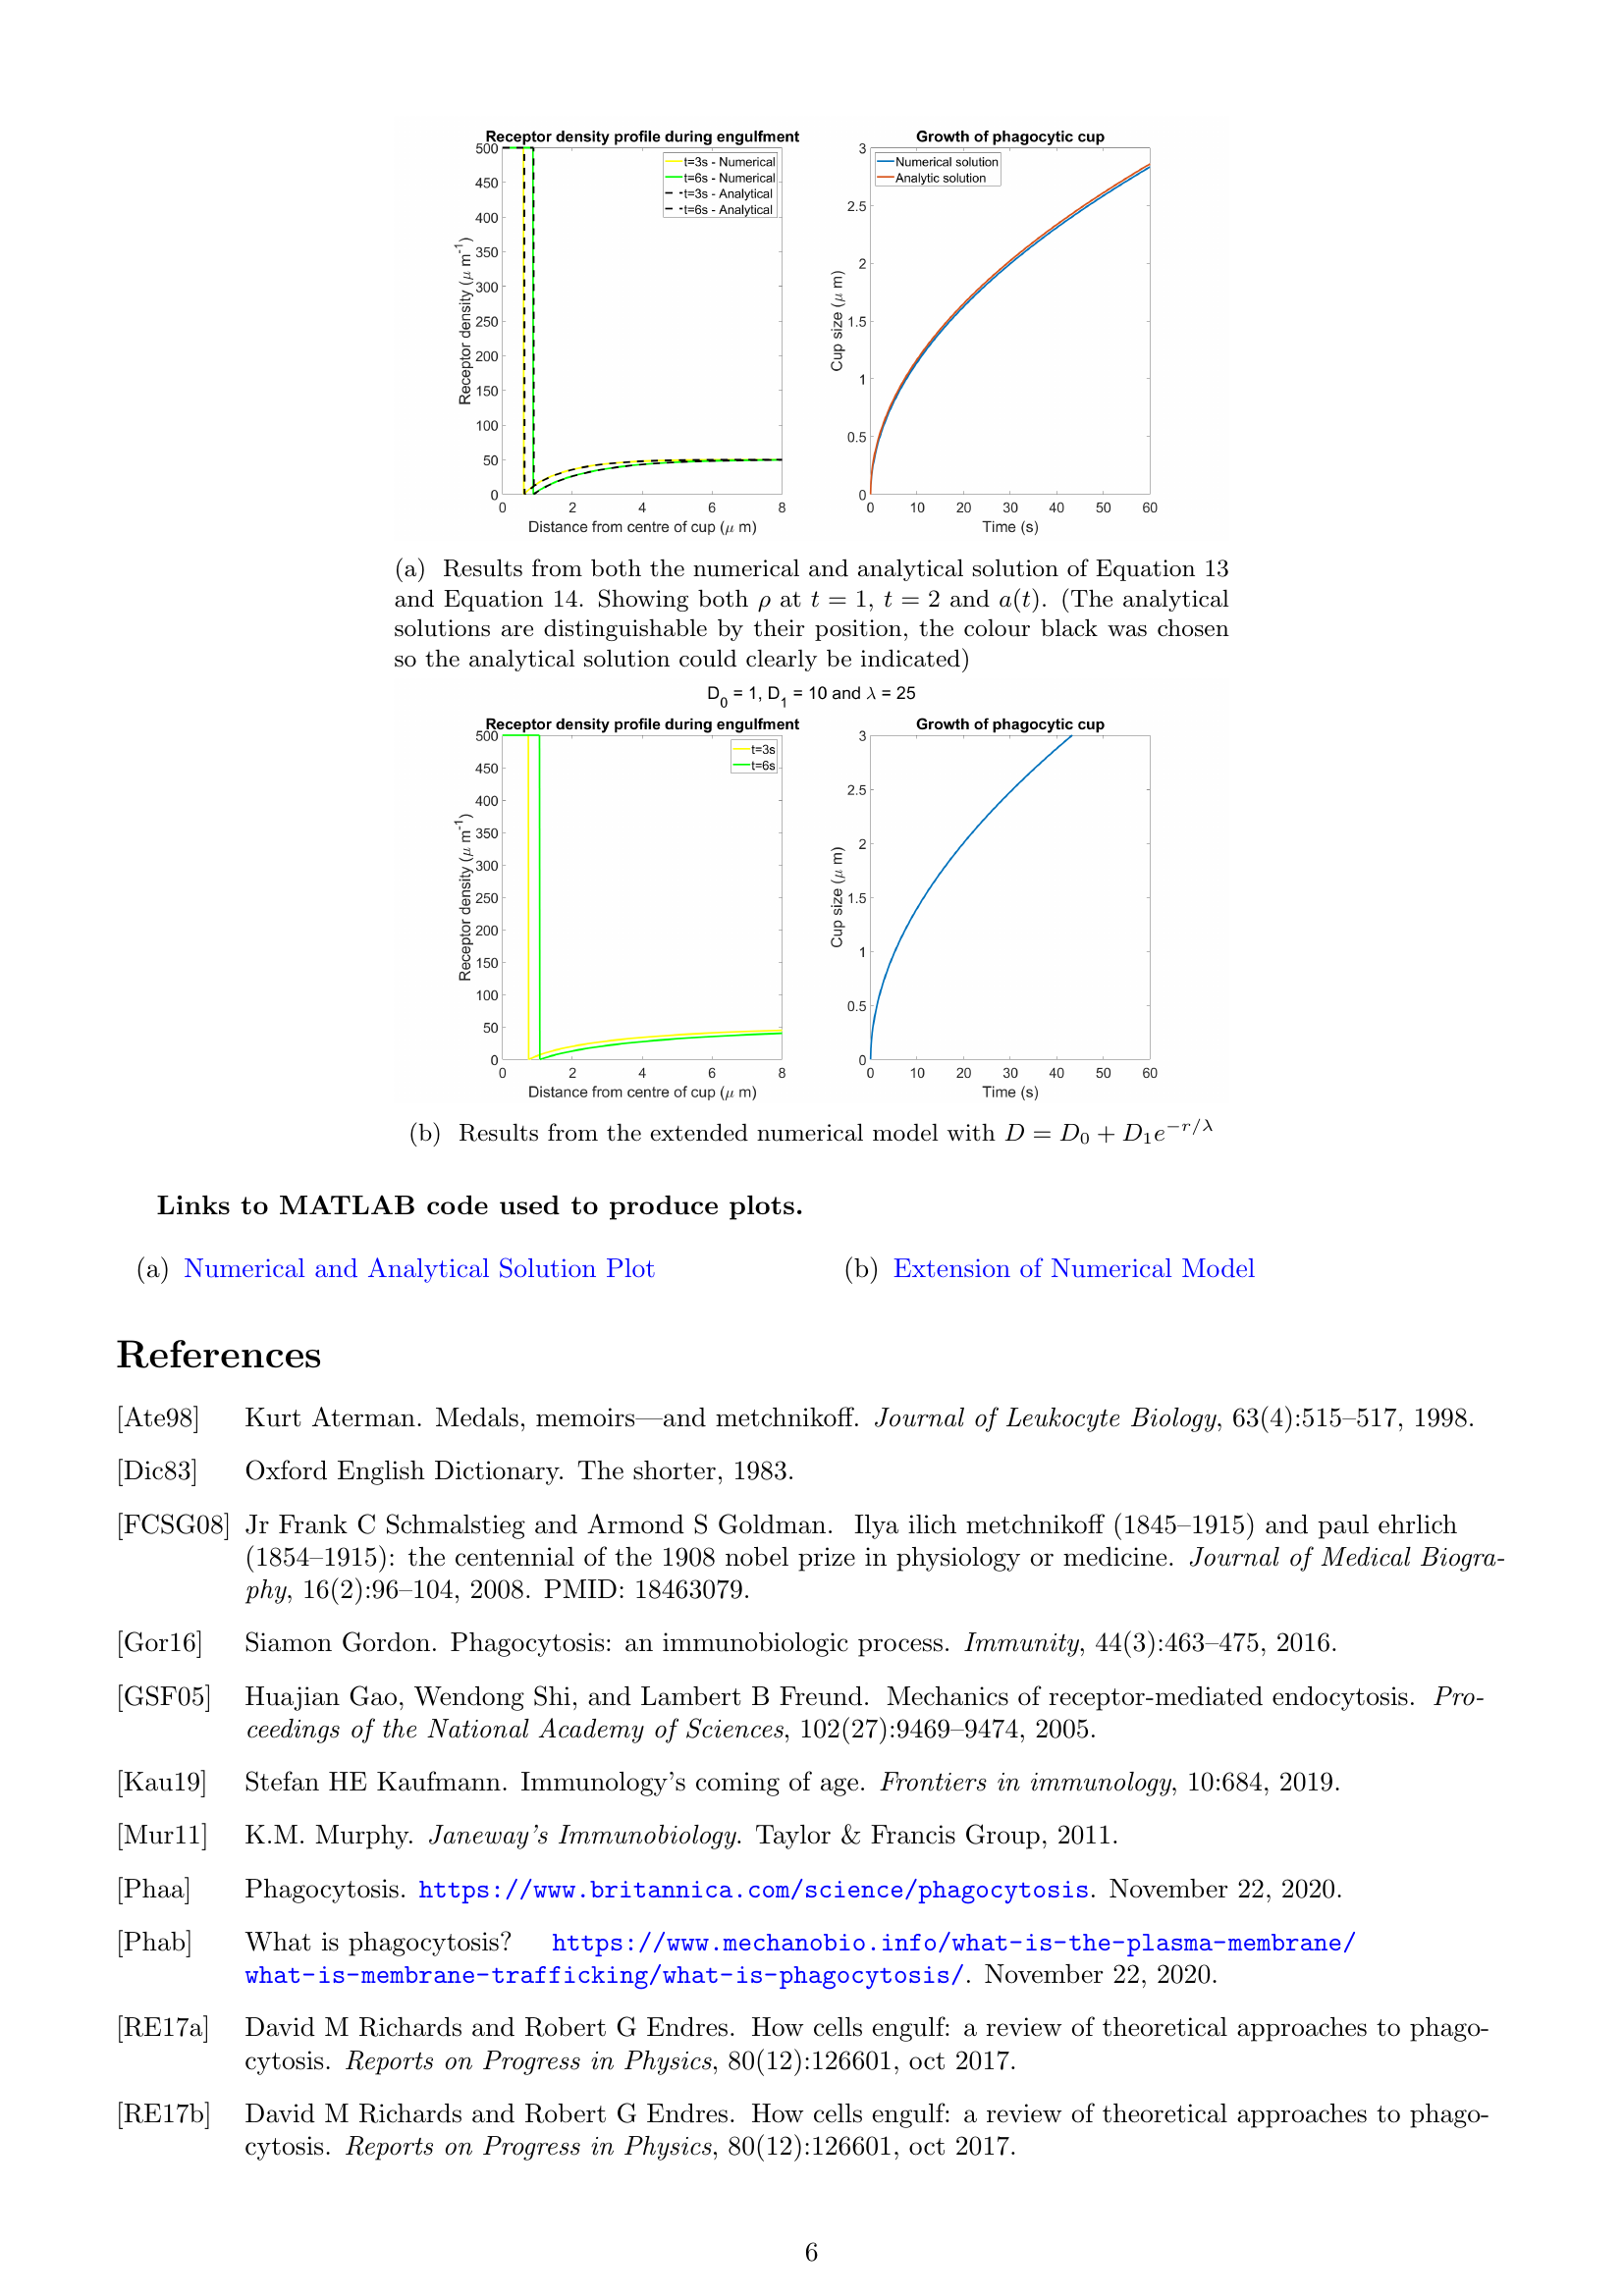 Receptor density profile during engulfment
500
450
400
350
300
250
200
150
100
50
0
0 2 4 6 8
Receptor density (μ m⁻¹)
Distance from centre of cup (μ m)
t=3s - Numerical
t=6s - Numerical
t=3s - Analytical
t=6s - Analytical
Growth of phagocytic cup
3
2.5
2
1.5
1
0.5
0
0 10 20 30 40 50 60
Cup size (μ m)
Time (s)
Numerical solution
Analytic solution
(a) Results from both the numerical and analytical solution of Equation 13
and Equation 14. Showing both ρ at t = 1, t = 2 and a(t). (The analytical
solutions are distinguishable by their position, the colour black was chosen
so the analytical solution could clearly be indicated)
D₀ = 1, D₁ = 10 and λ = 25
Receptor density profile during engulfment
500
450
400
350
300
250
200
150
100
50
0
0 2 4 6 8
Receptor density (μ m⁻¹)
Distance from centre of cup (μ m)
t=3s
t=6s
Growth of phagocytic cup
3
2.5
2
1.5
1
0.5
0
0 10 20 30 40 50 60
Cup size (μ m)
Time (s)
(b) Results from the extended numerical model with D = D₀ + D₁e^{−r/λ}
Links to MATLAB code used to produce plots.
(a) Numerical and Analytical Solution Plot
(b) Extension of Numerical Model
References
[Ate98] Kurt Aterman. Medals, memoirs—and metchnikoff. Journal of Leukocyte Biology, 63(4):515–517, 1998.
[Dic83] Oxford English Dictionary. The shorter, 1983.
[FCSG08] Jr Frank C Schmalstieg and Armond S Goldman. Ilya ilich metchnikoff (1845–1915) and paul ehrlich
(1854–1915): the centennial of the 1908 nobel prize in physiology or medicine. Journal of Medical Biogra-
phy, 16(2):96–104, 2008. PMID: 18463079.
[Gor16] Siamon Gordon. Phagocytosis: an immunobiologic process. Immunity, 44(3):463–475, 2016.
[GSF05] Huajian Gao, Wendong Shi, and Lambert B Freund. Mechanics of receptor-mediated endocytosis. Pro-
ceedings of the National Academy of Sciences, 102(27):9469–9474, 2005.
[Kau19] Stefan HE Kaufmann. Immunology's coming of age. Frontiers in immunology, 10:684, 2019.
[Mur11] K.M. Murphy. Janeway's Immunobiology. Taylor & Francis Group, 2011.
[Phaa] Phagocytosis. https://www.britannica.com/science/phagocytosis. November 22, 2020.
[Phab] What is phagocytosis? https://www.mechanobio.info/what-is-the-plasma-membrane/
what-is-membrane-trafficking/what-is-phagocytosis/. November 22, 2020.
[RE17a] David M Richards and Robert G Endres. How cells engulf: a review of theoretical approaches to phago-
cytosis. Reports on Progress in Physics, 80(12):126601, oct 2017.
[RE17b] David M Richards and Robert G Endres. How cells engulf: a review of theoretical approaches to phago-
cytosis. Reports on Progress in Physics, 80(12):126601, oct 2017.
6